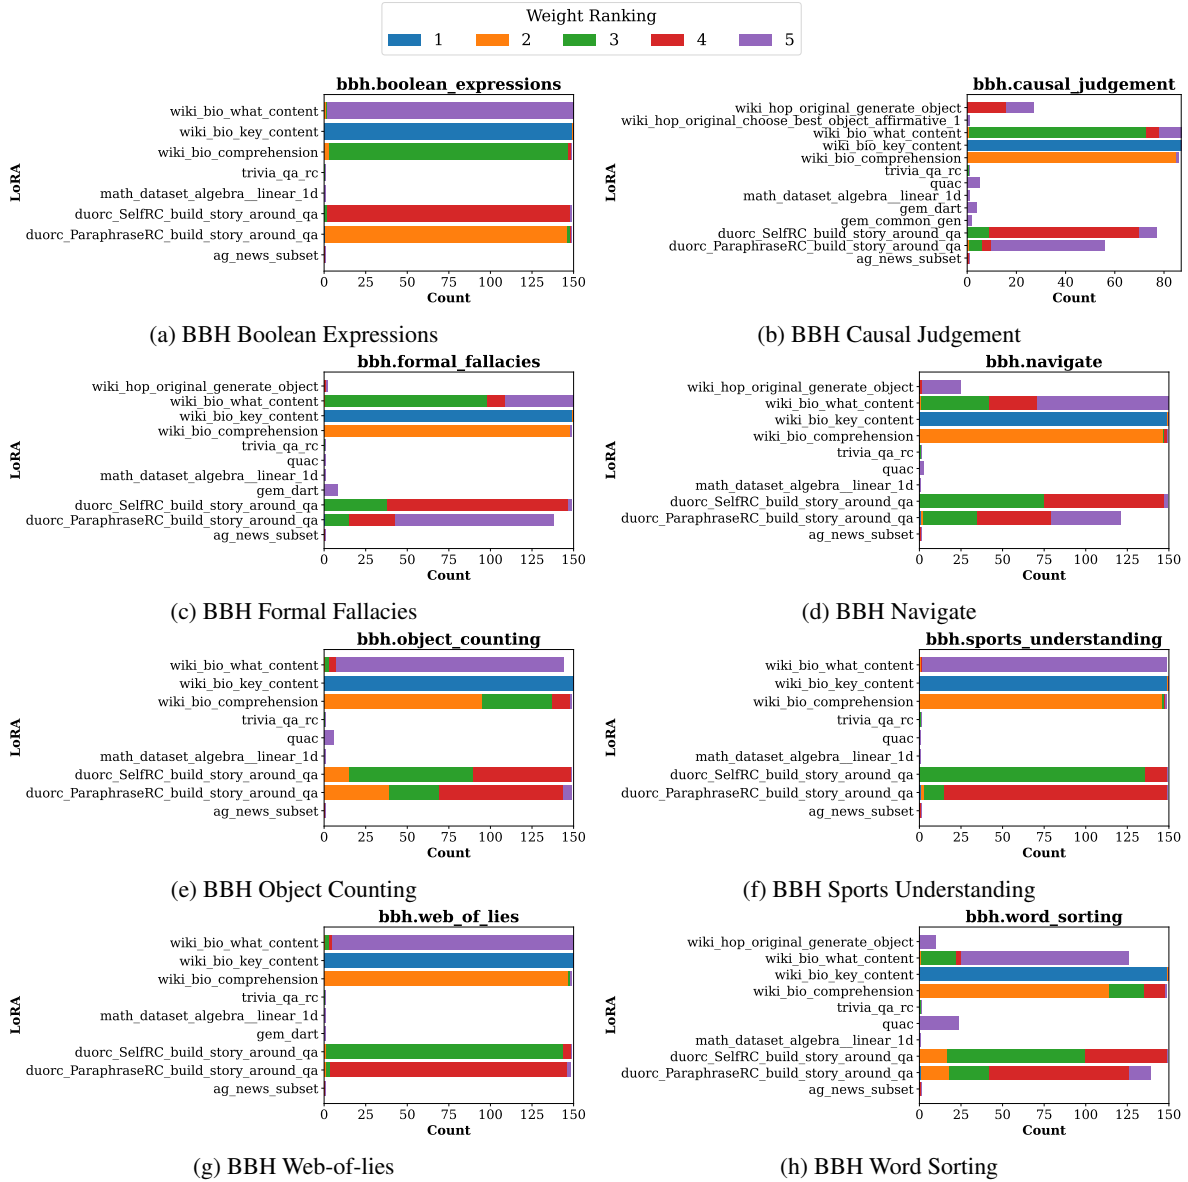 Weight Ranking
1 2 3 4 5
bbh.boolean_expressions
LoRA
wiki_bio_what_content
wiki_bio_key_content
wiki_bio_comprehension
trivia_qa_rc
math_dataset_algebra__linear_1d
duorc_SelfRC_build_story_around_qa
duorc_ParaphraseRC_build_story_around_qa
ag_news_subset
0 25 50 75 100 125 150
Count
(a) BBH Boolean Expressions
bbh.causal_judgement
LoRA
wiki_hop_original_generate_object
wiki_hop_original_choose_best_object_affirmative_1
wiki_bio_what_content
wiki_bio_key_content
wiki_bio_comprehension
trivia_qa_rc
quac
math_dataset_algebra__linear_1d
gem_dart
gem_common_gen
duorc_SelfRC_build_story_around_qa
duorc_ParaphraseRC_build_story_around_qa
ag_news_subset
0 20 40 60 80
Count
(b) BBH Causal Judgement
bbh.formal_fallacies
LoRA
wiki_hop_original_generate_object
wiki_bio_what_content
wiki_bio_key_content
wiki_bio_comprehension
trivia_qa_rc
quac
math_dataset_algebra__linear_1d
gem_dart
duorc_SelfRC_build_story_around_qa
duorc_ParaphraseRC_build_story_around_qa
ag_news_subset
0 25 50 75 100 125 150
Count
(c) BBH Formal Fallacies
bbh.navigate
LoRA
wiki_hop_original_generate_object
wiki_bio_what_content
wiki_bio_key_content
wiki_bio_comprehension
trivia_qa_rc
quac
math_dataset_algebra__linear_1d
duorc_SelfRC_build_story_around_qa
duorc_ParaphraseRC_build_story_around_qa
ag_news_subset
0 25 50 75 100 125 150
Count
(d) BBH Navigate
bbh.object_counting
LoRA
wiki_bio_what_content
wiki_bio_key_content
wiki_bio_comprehension
trivia_qa_rc
quac
math_dataset_algebra__linear_1d
duorc_SelfRC_build_story_around_qa
duorc_ParaphraseRC_build_story_around_qa
ag_news_subset
0 25 50 75 100 125 150
Count
(e) BBH Object Counting
bbh.sports_understanding
LoRA
wiki_bio_what_content
wiki_bio_key_content
wiki_bio_comprehension
trivia_qa_rc
quac
math_dataset_algebra__linear_1d
duorc_SelfRC_build_story_around_qa
duorc_ParaphraseRC_build_story_around_qa
ag_news_subset
0 25 50 75 100 125 150
Count
(f) BBH Sports Understanding
bbh.web_of_lies
LoRA
wiki_bio_what_content
wiki_bio_key_content
wiki_bio_comprehension
trivia_qa_rc
math_dataset_algebra__linear_1d
gem_dart
duorc_SelfRC_build_story_around_qa
duorc_ParaphraseRC_build_story_around_qa
ag_news_subset
0 25 50 75 100 125 150
Count
(g) BBH Web-of-lies
bbh.word_sorting
LoRA
wiki_hop_original_generate_object
wiki_bio_what_content
wiki_bio_key_content
wiki_bio_comprehension
trivia_qa_rc
quac
math_dataset_algebra__linear_1d
duorc_SelfRC_build_story_around_qa
duorc_ParaphraseRC_build_story_around_qa
ag_news_subset
0 25 50 75 100 125 150
Count
(h) BBH Word Sorting